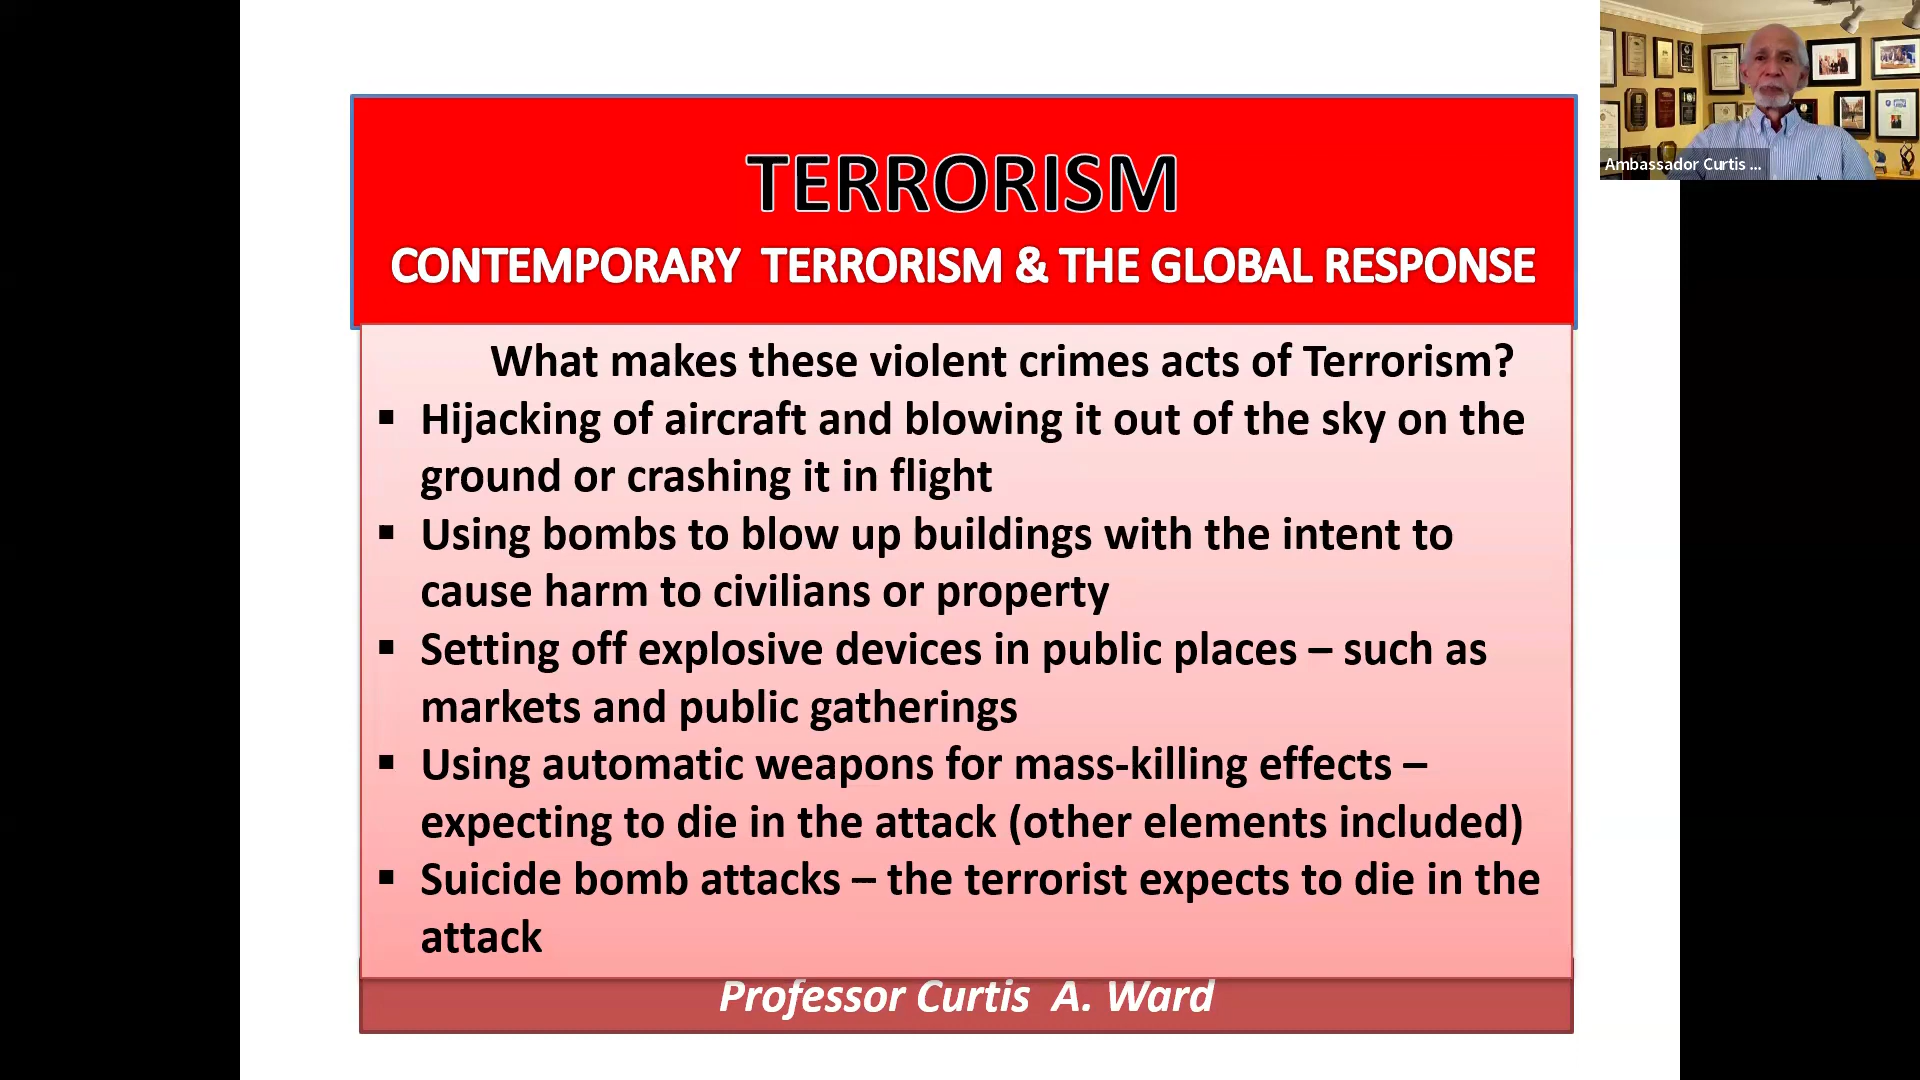 Ambassador Curtis ...
TERRORISM
CONTEMPORARY TERRORISM & THE GLOBAL RESPONSE
What makes these violent crimes acts of Terrorism?
▪ Hijacking of aircraft and blowing it out of the sky on the
ground or crashing it in flight
▪ Using bombs to blow up buildings with the intent to
cause harm to civilians or property
▪ Setting off explosive devices in public places – such as
markets and public gatherings
▪ Using automatic weapons for mass-killing effects –
expecting to die in the attack (other elements included)
▪ Suicide bomb attacks – the terrorist expects to die in the
attack
Professor Curtis A. Ward